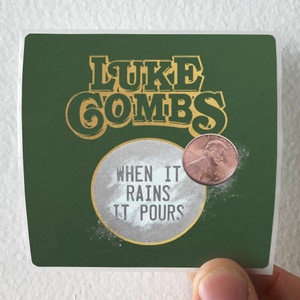 LUKE
COMBS
WHEN IT
RAINS
IT POURS